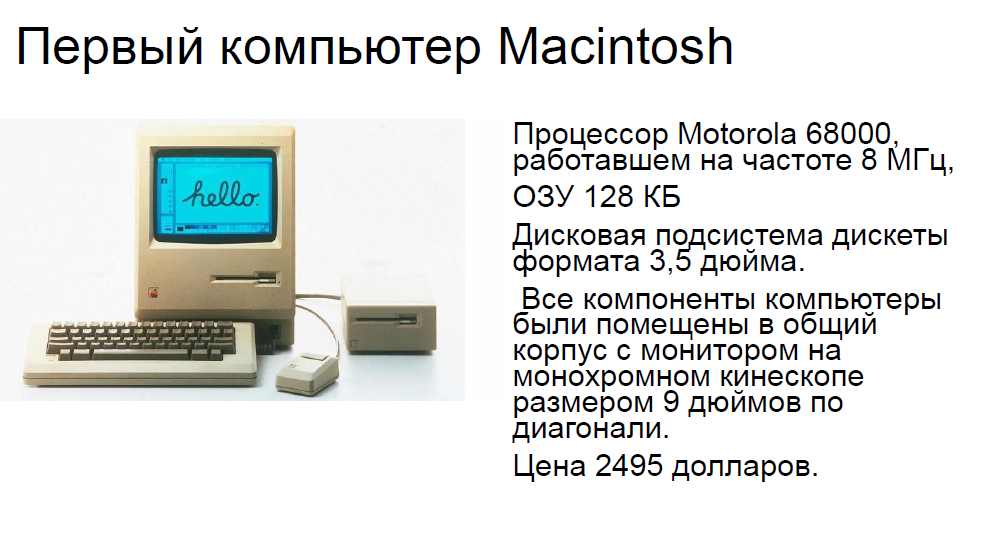 Первый компьютер Macintosh
hello.
Процессор Motorola 68000,
работавшем на частоте 8 МГц,
ОЗУ 128 КБ
Дисковая подсистема дискеты
формата 3,5 дюйма.
Все компоненты компьютеры
были помещены в общий
корпус с монитором на
монохромном кинескопе
размером 9 дюймов по
диагонали.
Цена 2495 долларов.